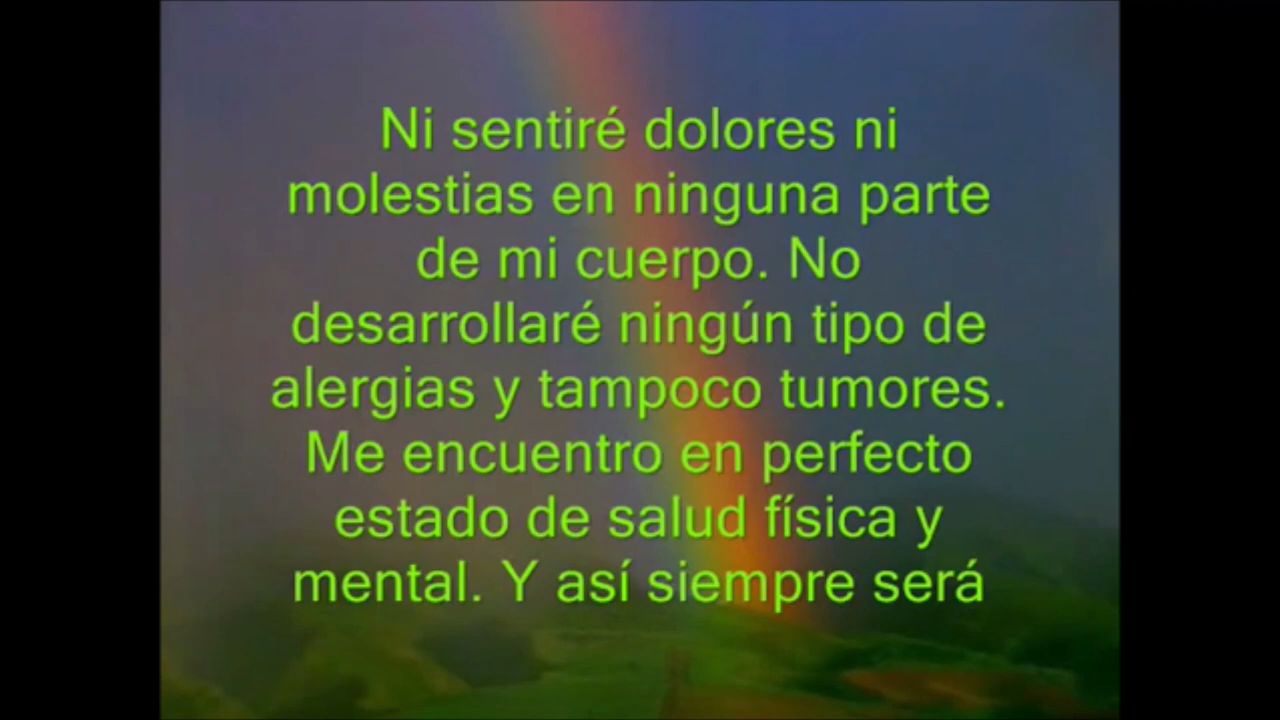 Ni sentiré dolores ni
molestias en ninguna parte
de mi cuerpo. No
desarrollaré ningún tipo de
alergias y tampoco tumores.
Me encuentro en perfecto
estado de salud física y
mental. Y así siempre será